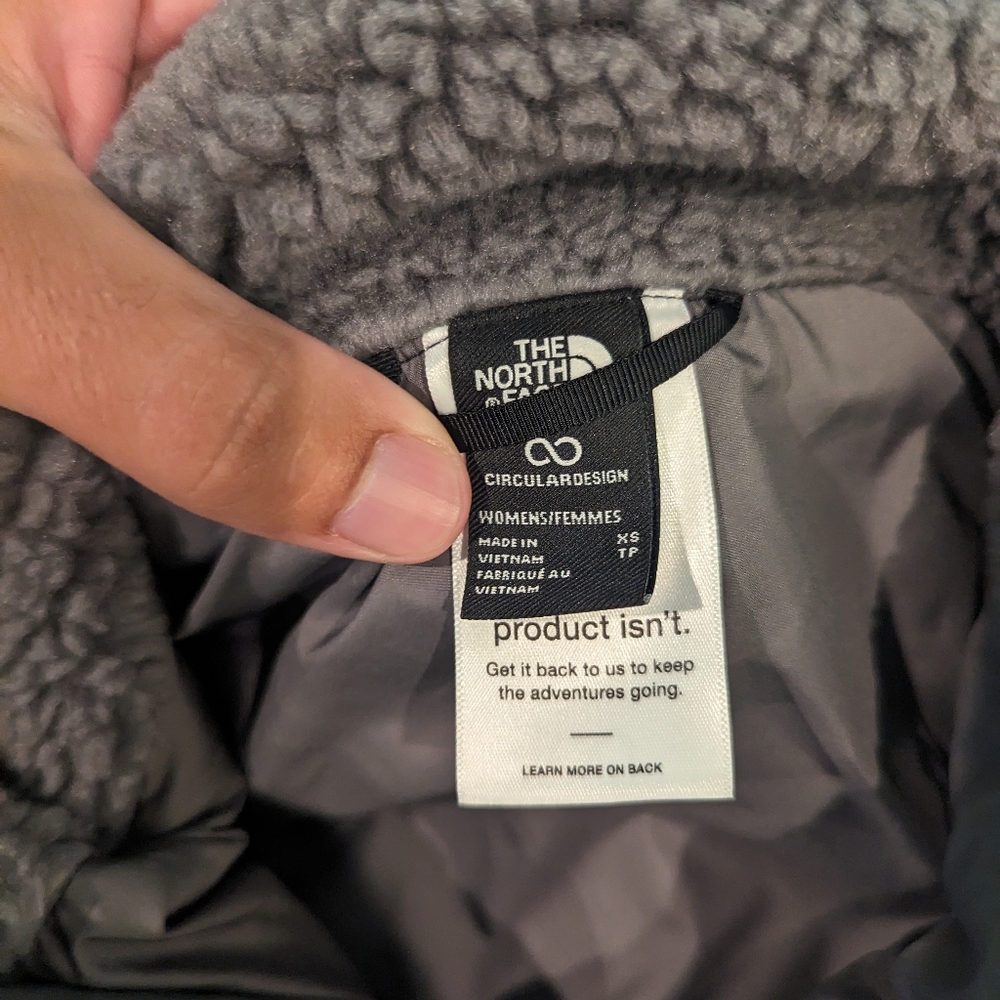 THE
NORTH
CIRCULARDESIGN
WOMENS/FEMMES
MADE IN
VIETNAM
FABRIQUÉ AU
VIETNAM
XS
TP
product isn't.
Get it back to us to keep
the adventures going.
LEARN MORE ON BACK